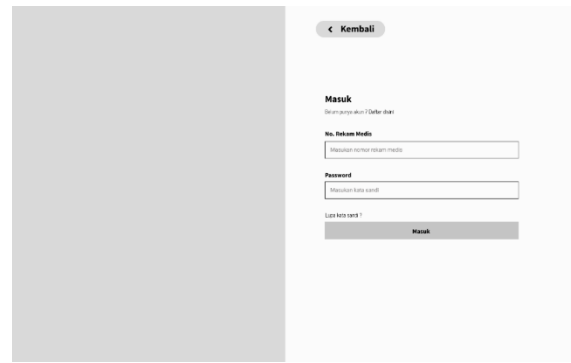 Kembali
Masuk
Belum punya akun ? Daftar disini
No. Rekam Medis
Masukan nomor rekam medis
Password
Masukan kata sandi
Lupa kata sandi ?
Masuk